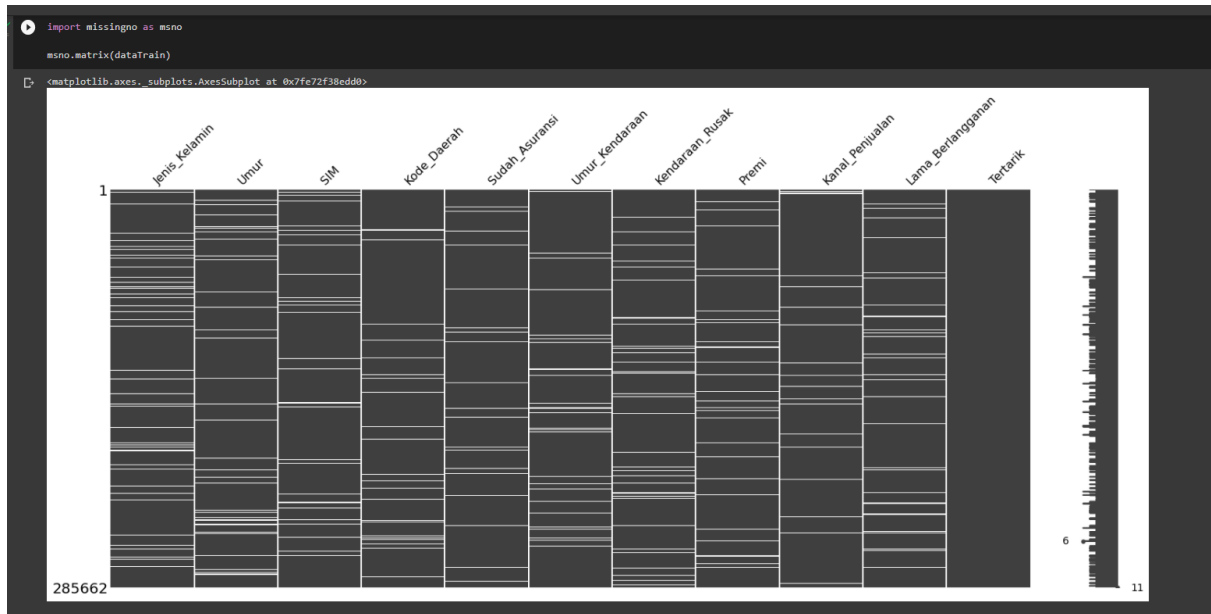 import missingno as msno
msno.matrix(dataTrain)
<matplotlib.axes._subplots.AxesSubplot at 0x7fe72f38edd0>
Jenis_Kelamin
Umur
SIM
Kode_Daerah
Sudah_Asuransi
Umur_Kendaraan
Kendaraan_Rusak
Premi
Kanal_Penjualan
Lama_Berlangganan
Tertarik
1
6
285662
11